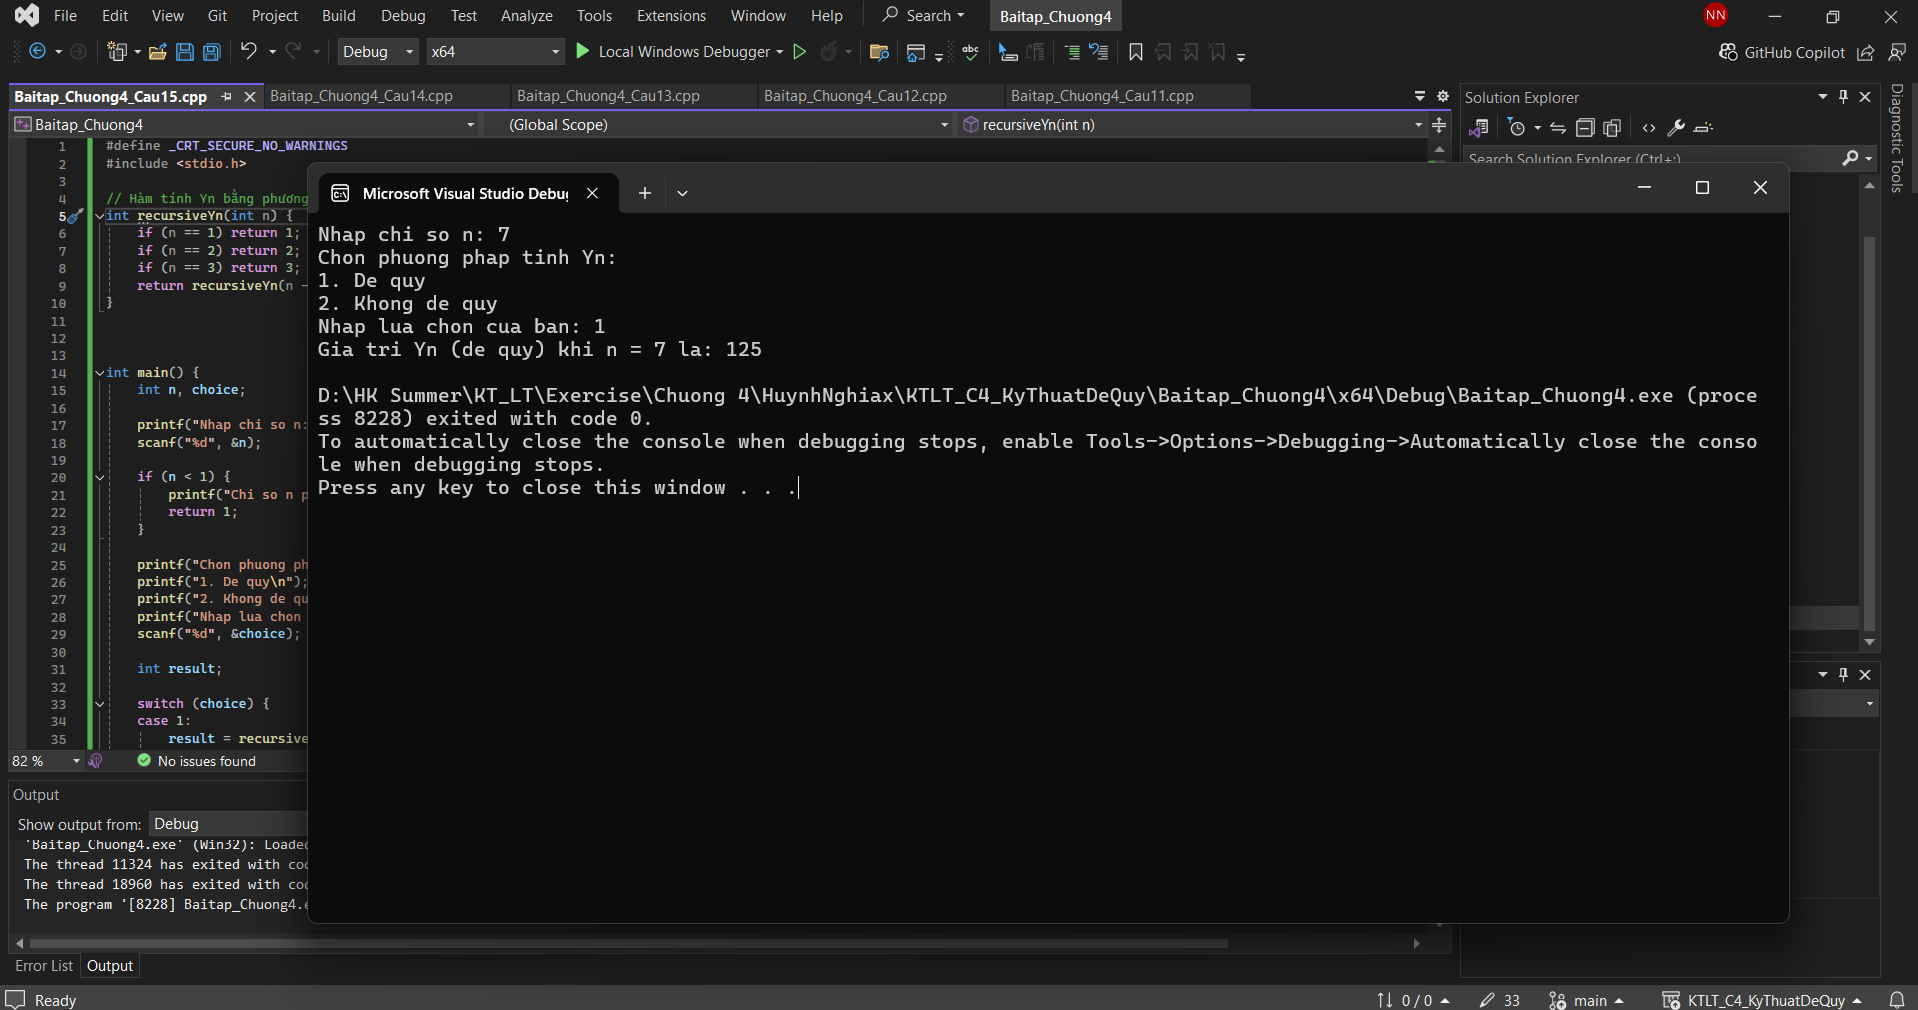 File Edit View Git Project Build Debug Test Analyze Tools Extensions Window Help Search Baitap_Chuong4 NN
Debug x64 Local Windows Debugger abc GitHub Copilot
Baitap_Chuong4_Cau15.cpp Baitap_Chuong4_Cau14.cpp Baitap_Chuong4_Cau13.cpp Baitap_Chuong4_Cau12.cpp Baitap_Chuong4_Cau11.cpp
Baitap_Chuong4 (Global Scope) recursiveYn(int n)
1 #define _CRT_SECURE_NO_WARNINGS
2 #include <stdio.h>
3
4 // Hàm tính Yn bằng phương
5 int recursiveYn(int n) {
6 if (n == 1) return 1;
7 if (n == 2) return 2;
8 if (n == 3) return 3;
9 return recursiveYn(n -
10 }
11
12
13
14 int main() {
15 int n, choice;
16
17 printf("Nhap chi so n:
18 scanf("%d", &n);
19
20 if (n < 1) {
21 printf("Chi so n p
22 return 1;
23 }
24
25 printf("Chon phuong ph
26 printf("1. De quy\n");
27 printf("2. Khong de qu
28 printf("Nhap lua chon
29 scanf("%d", &choice);
30
31 int result;
32
33 switch (choice) {
34 case 1:
35 result = recursive
82 % No issues found
Output
Show output from: Debug
'Baitap_Chuong4.exe' (Win32): Loaded
The thread 11324 has exited with cod
The thread 18960 has exited with cod
The program '[8228] Baitap_Chuong4.e
Error List Output
Microsoft Visual Studio Debug
Nhap chi so n: 7
Chon phuong phap tinh Yn:
1. De quy
2. Khong de quy
Nhap lua chon cua ban: 1
Gia tri Yn (de quy) khi n = 7 la: 125
D:\HK Summer\KT_LT\Exercise\Chuong 4\HuynhNghiax\KTLT_C4_KyThuatDeQuy\Baitap_Chuong4\x64\Debug\Baitap_Chuong4.exe (proce
ss 8228) exited with code 0.
To automatically close the console when debugging stops, enable Tools->Options->Debugging->Automatically close the conso
le when debugging stops.
Press any key to close this window . . .
Solution Explorer
Search Solution Explorer (Ctrl+;)
Diagnostic Tools
Ready 0 / 0 33 main KTLT_C4_KyThuatDeQuy